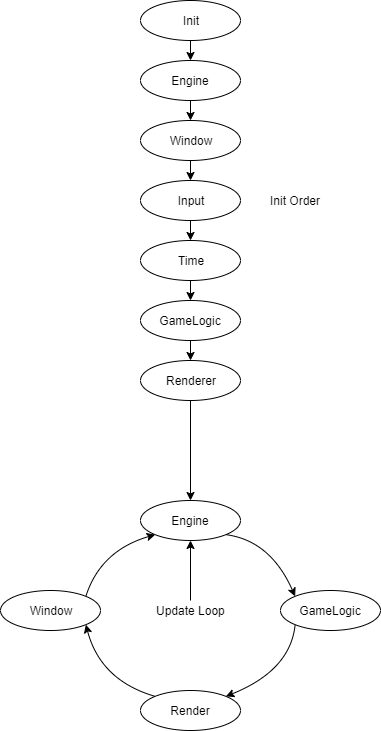 Init
Engine
Window
Input
Init Order
Time
GameLogic
Renderer
Engine
Window
Update Loop
GameLogic
Render